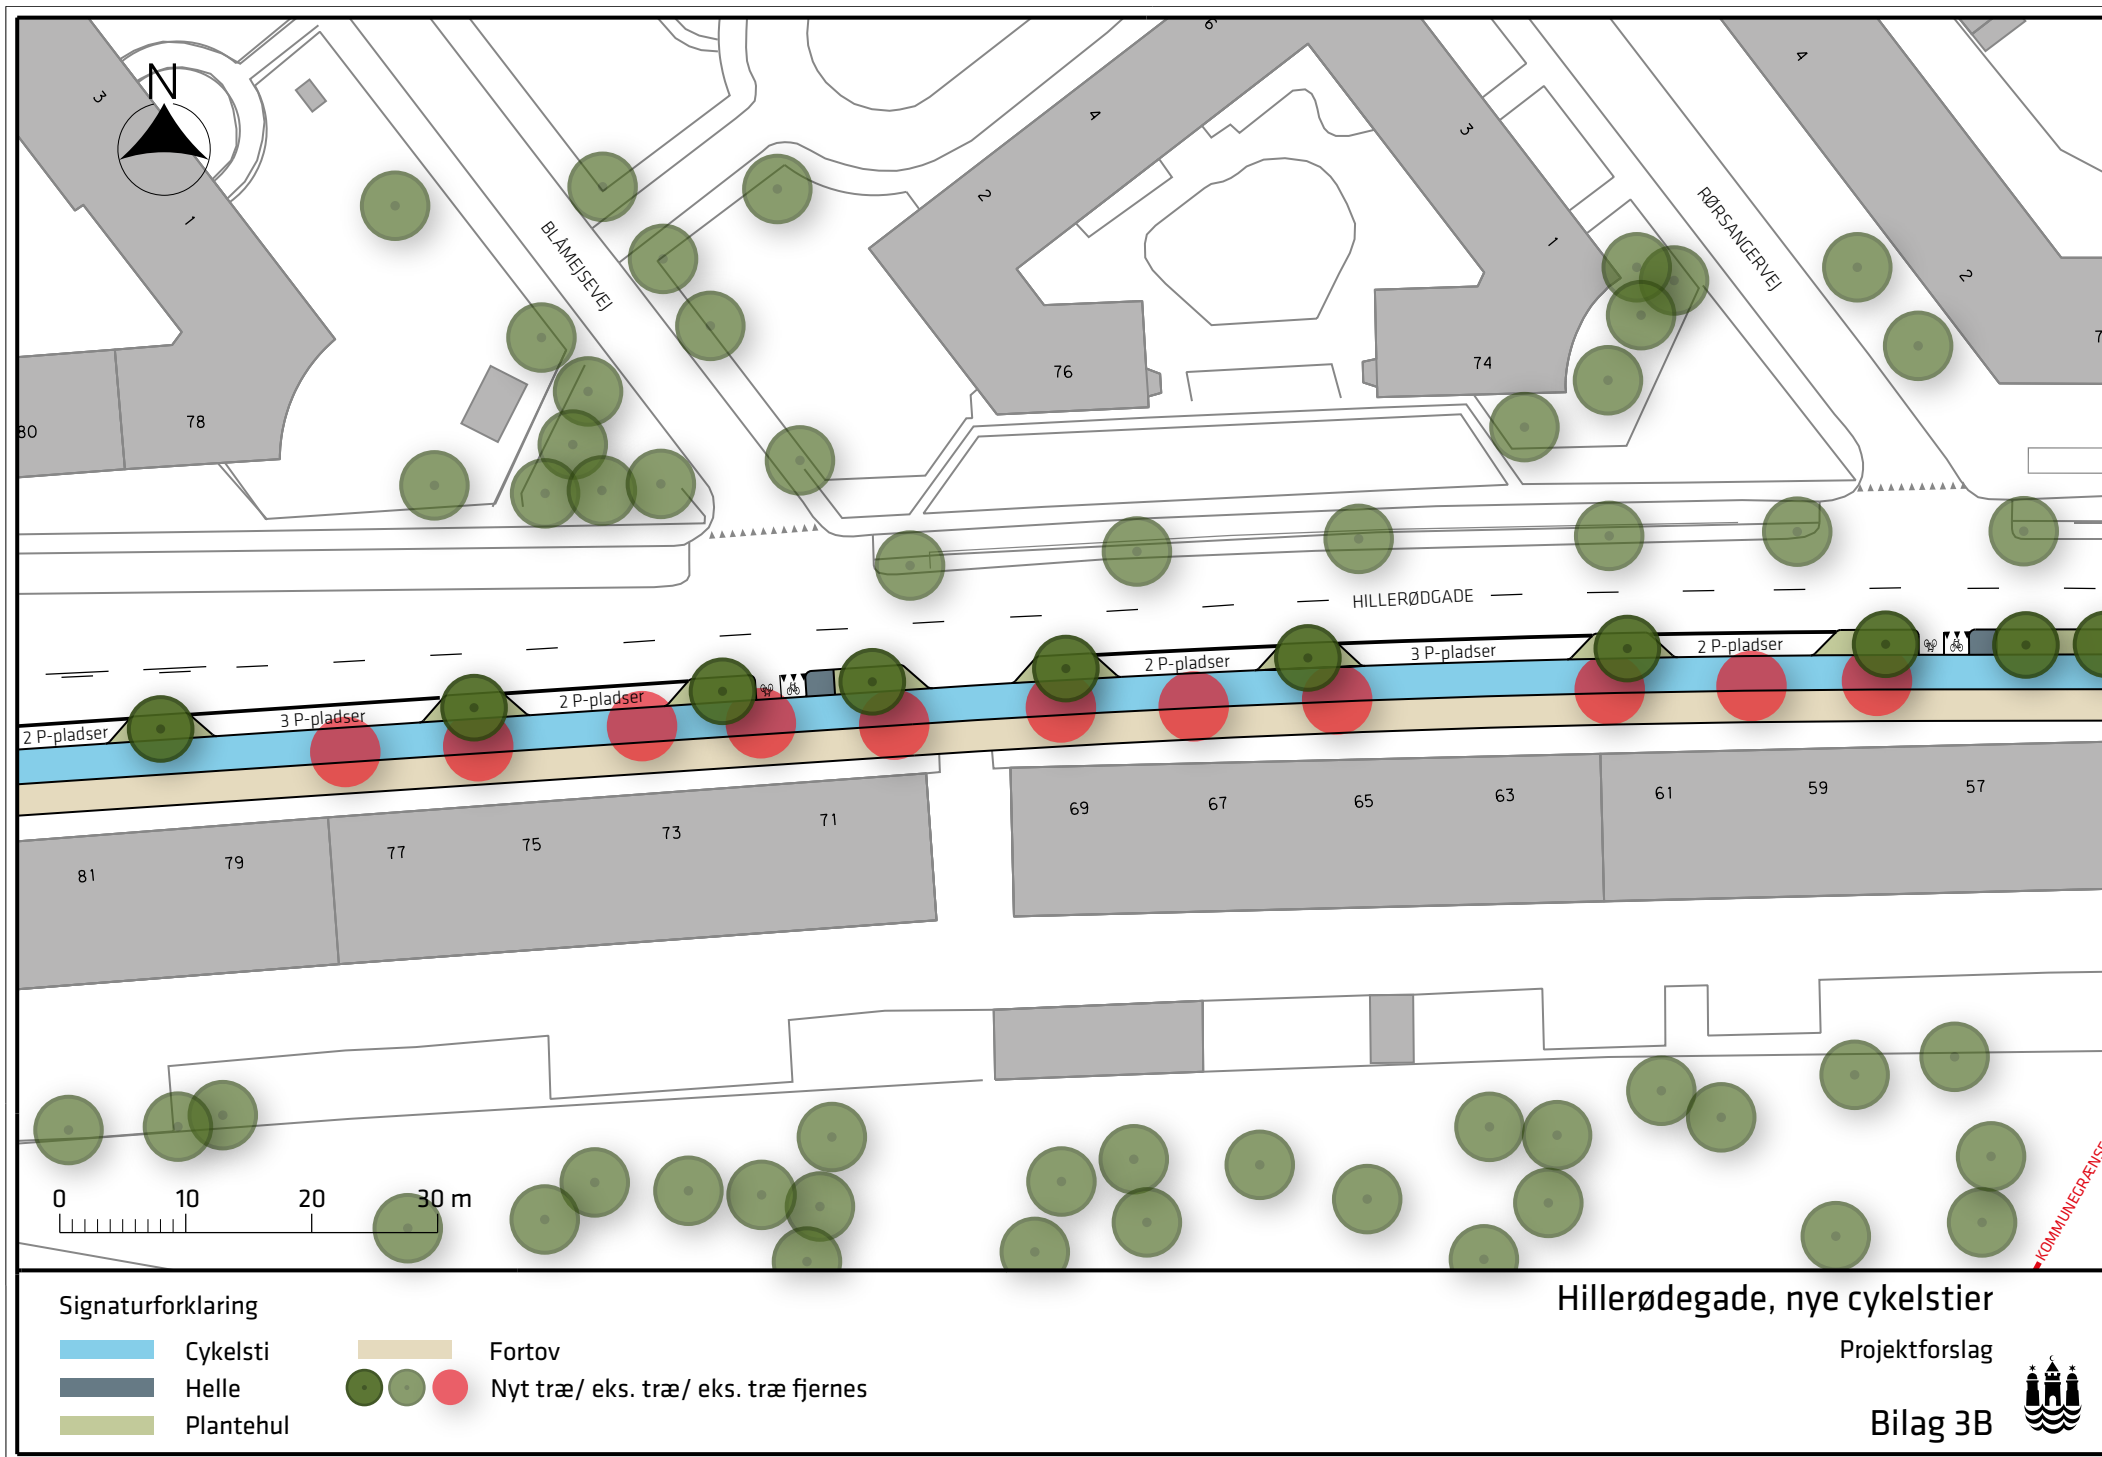 6
4
4
3
N
3
2
1
1
2
BLÅMEJSEVEJ
RØRSANGERVEJ
7
76
74
80
78
HILLERØDGADE
2 P-pladser
3 P-pladser
2 P-pladser
2 P-pladser
3 P-pladser
2 P-pladser
81
79
77
75
73
71
69
67
65
63
61
59
57
0
10
20
30 m
KOMMUNEGRÆNSE
Signaturforklaring
Cykelsti
Fortov
Helle
Nyt træ/ eks. træ/ eks. træ fjernes
Plantehul
Hillerødegade, nye cykelstier
Projektforslag
Bilag 3B